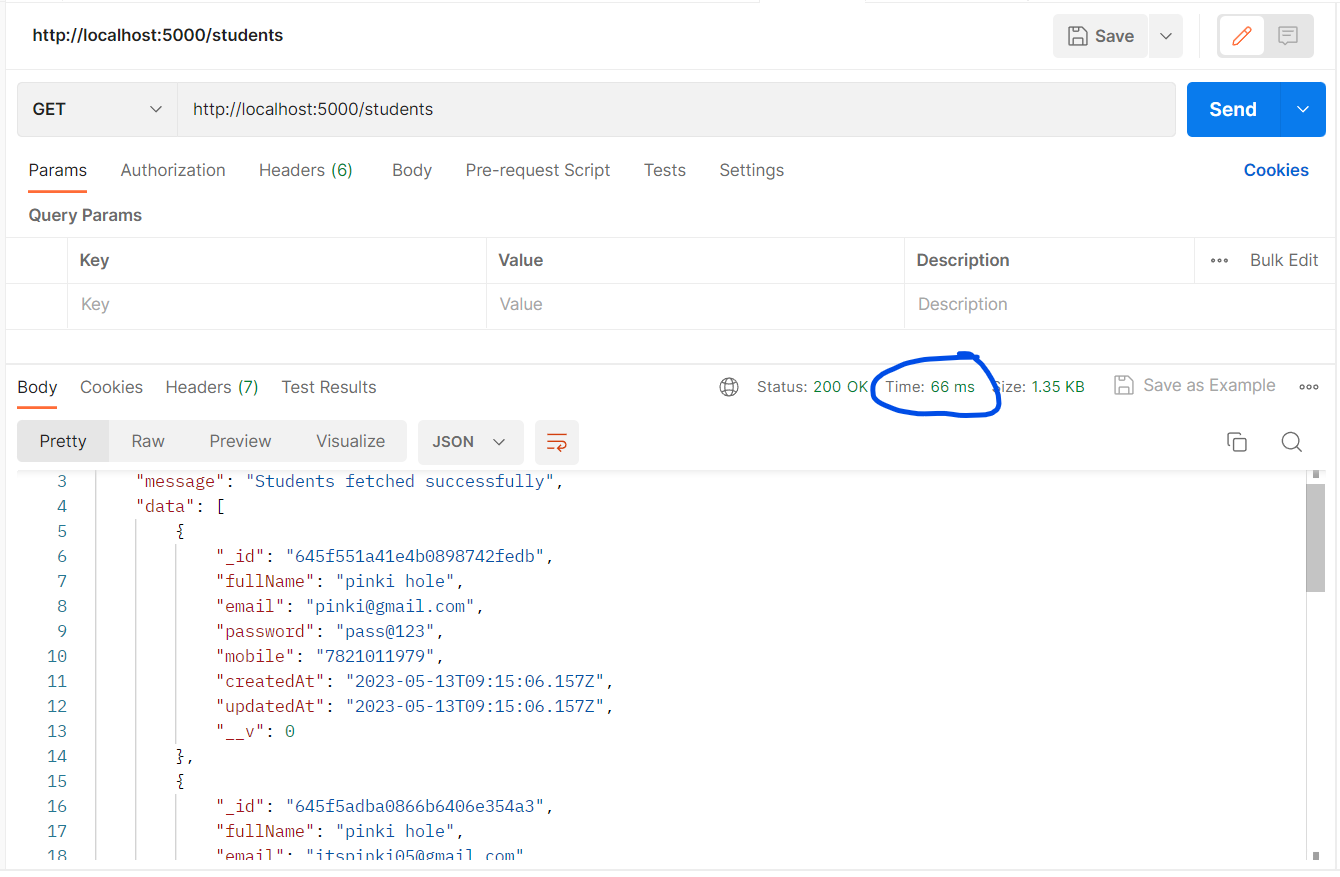 http://localhost:5000/students
Save
GET http://localhost:5000/students Send
Params Authorization Headers (6) Body Pre-request Script Tests Settings Cookies
Query Params
Key Value Description Bulk Edit
Key Value Description
Body Cookies Headers (7) Test Results Status: 200 OK Time: 66 ms Size: 1.35 KB Save as Example
Pretty Raw Preview Visualize JSON
3 "message": "Students fetched successfully",
4 "data": [
5 {
6 "_id": "645f551a41e4b0898742fedb",
7 "fullName": "pinki hole",
8 "email": "pinki@gmail.com",
9 "password": "pass@123",
10 "mobile": "7821011979",
11 "createdAt": "2023-05-13T09:15:06.157Z",
12 "updatedAt": "2023-05-13T09:15:06.157Z",
13 "__v": 0
14 },
15 {
16 "_id": "645f5adba0866b6406e354a3",
17 "fullName": "pinki hole",
18 "email": "itspinki05@gmail.com"